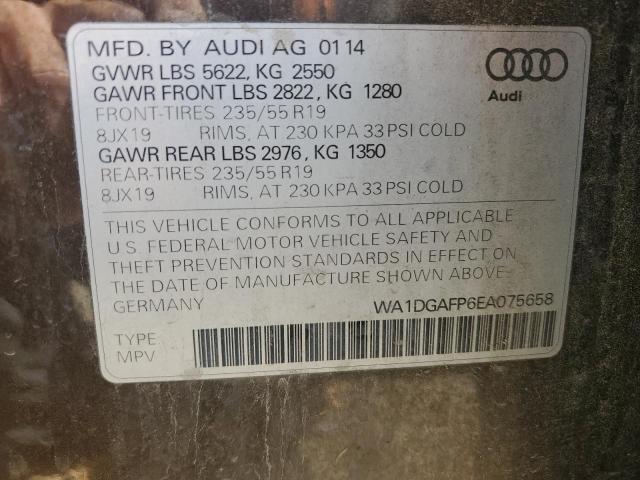 MFD. BY AUDI AG 01 14
GVWR LBS 5622, KG 2550
GAWR FRONT LBS 2822, KG 1280
FRONT-TIRES 235/55 R19
8JX19 RIMS, AT 230 KPA 33 PSI COLD
GAWR REAR LBS 2976, KG 1350
REAR-TIRES 235/55 R19
8JX19 RIMS, AT 230 KPA 33 PSI COLD
Audi
THIS VEHICLE CONFORMS TO ALL APPLICABLE
U.S. FEDERAL MOTOR VEHICLE SAFETY AND
THEFT PREVENTION STANDARDS IN EFFECT ON
THE DATE OF MANUFACTURE SHOWN ABOVE
GERMANY WA1DGAFP6EA075658
TYPE
MPV